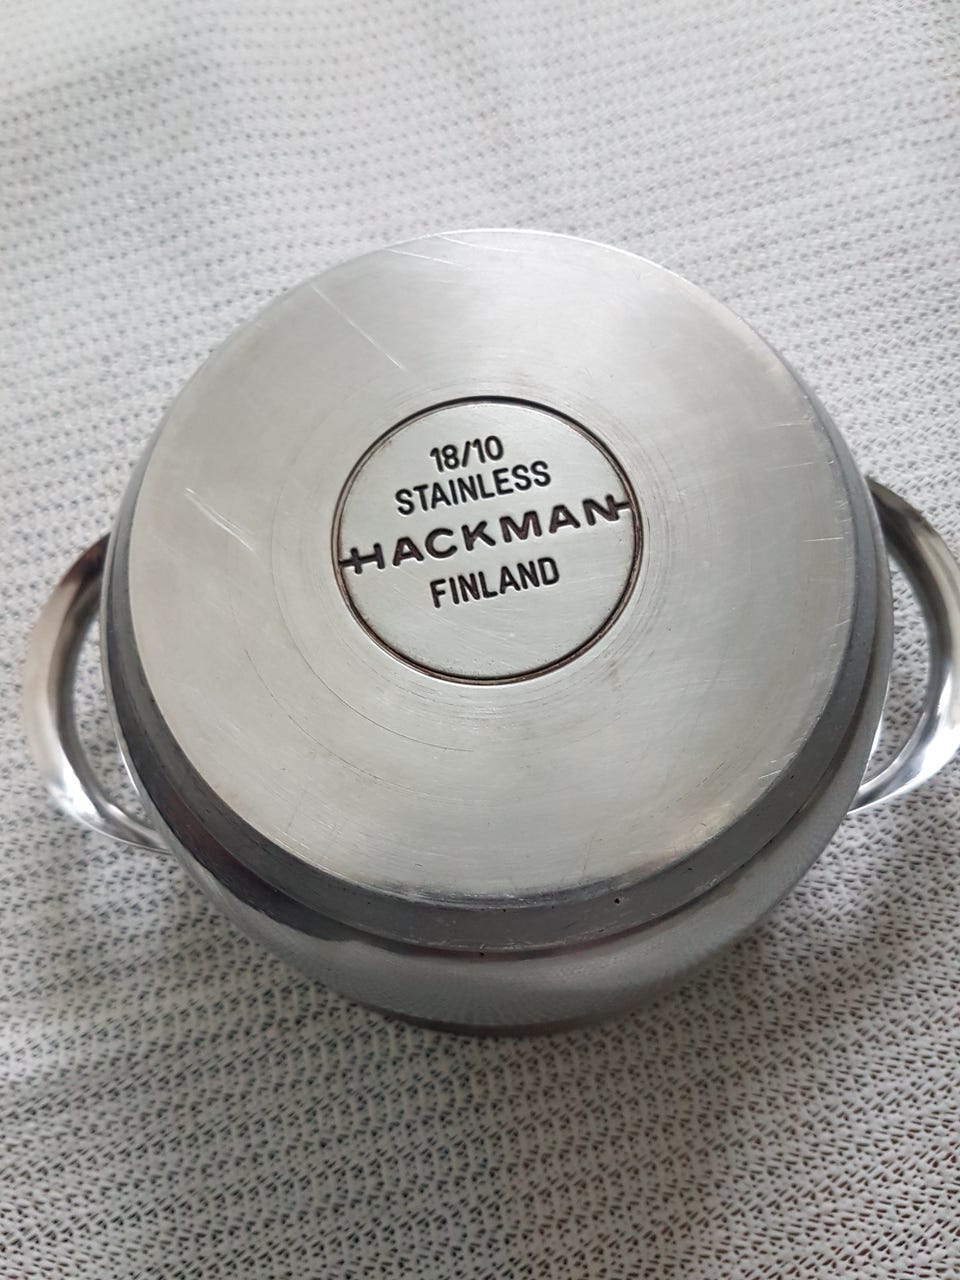 18/10
STAINLESS
HACKMAN
FINLAND